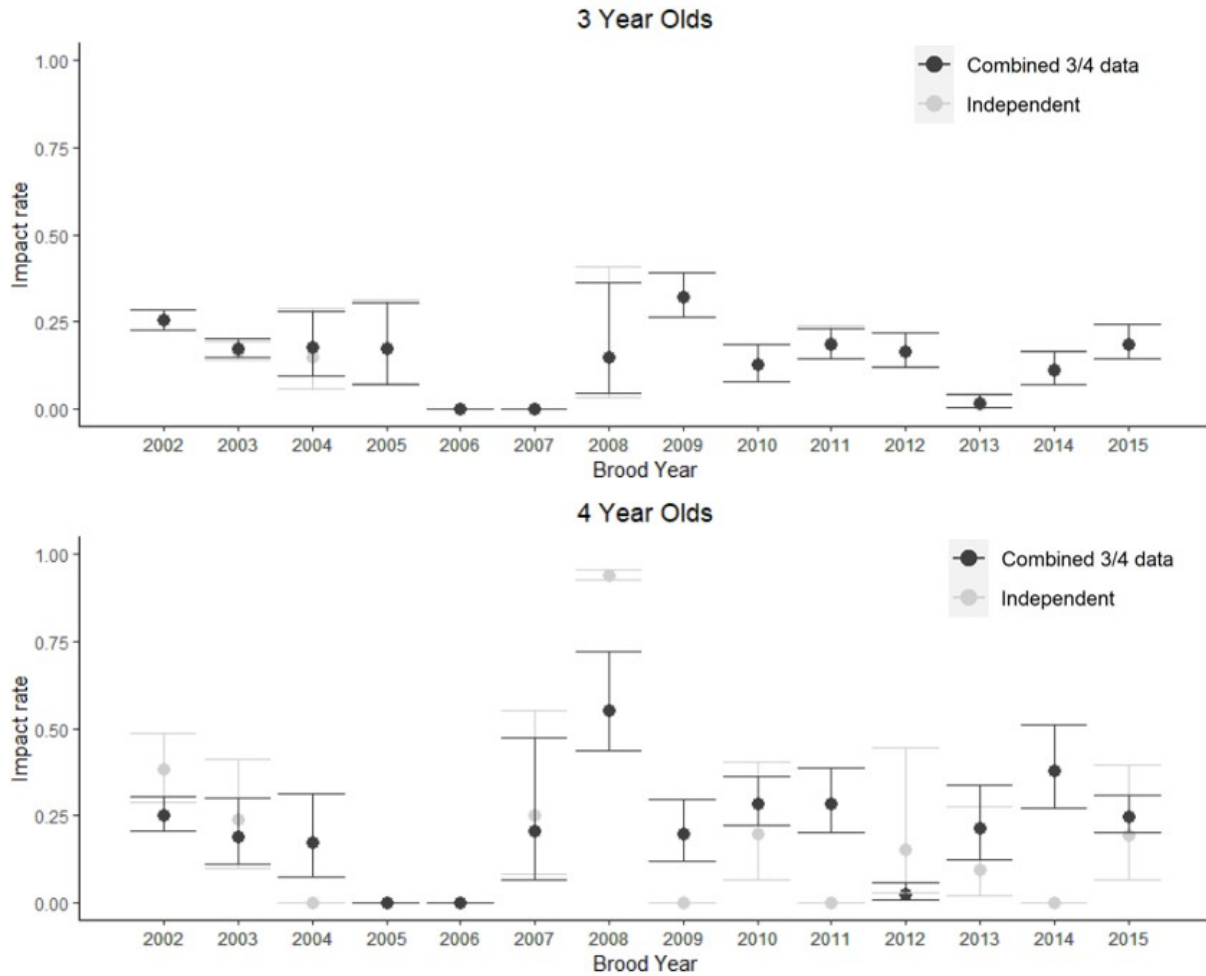 3 Year Olds
1.00
Combined 3/4 data
Independent
0.75
Impact rate
0.50
0.25
0.00
2002 2003 2004 2005 2006 2007 2008 2009 2010 2011 2012 2013 2014 2015
Brood Year
4 Year Olds
1.00
Combined 3/4 data
Independent
0.75
Impact rate
0.50
0.25
0.00
2002 2003 2004 2005 2006 2007 2008 2009 2010 2011 2012 2013 2014 2015
Brood Year